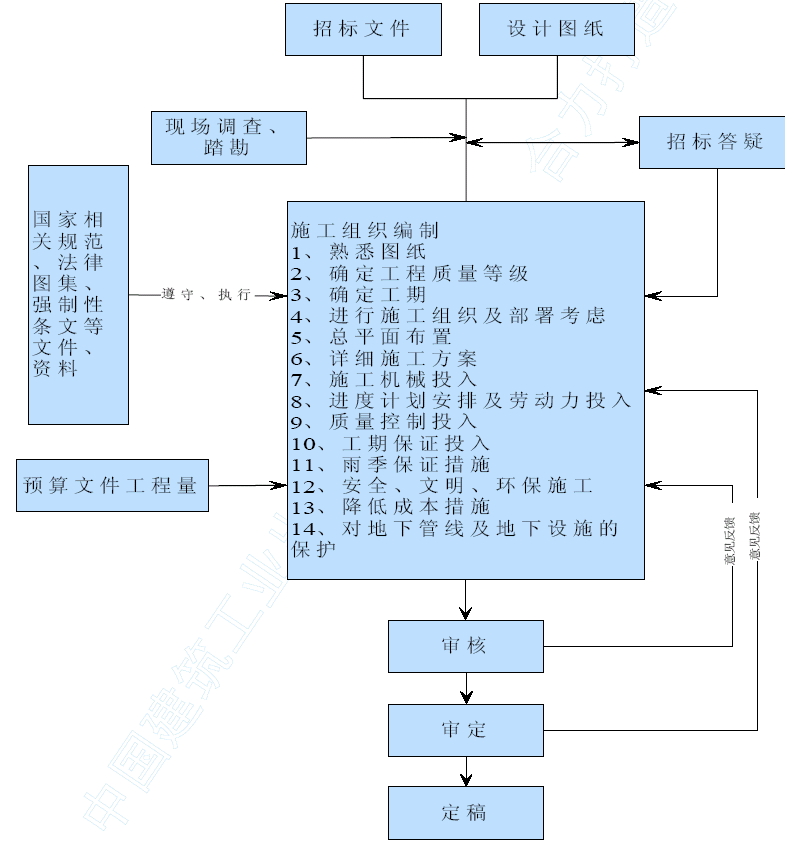 招标文件
设计图纸
现场调查、
踏勘
招标答疑
国家相
关规范
、法律
图集、
强制性
条文等
文件、
资料
遵守、执行
施工组织编制
1、熟悉图纸
2、确定工程质量等级
3、确定工期
4、进行施工组织及部署考虑
5、总平面布置
6、详细施工方案
7、施工机械投入
8、进度计划安排及劳动力投入
9、质量控制投入
10、工期保证投入
11、雨季保证措施
12、安全、文明、环保施工
13、降低成本措施
14、对地下管线及地下设施的
保护
预算文件工程量
意见反馈
意见反馈
审核
审定
定稿
中国建筑工业
合力打造